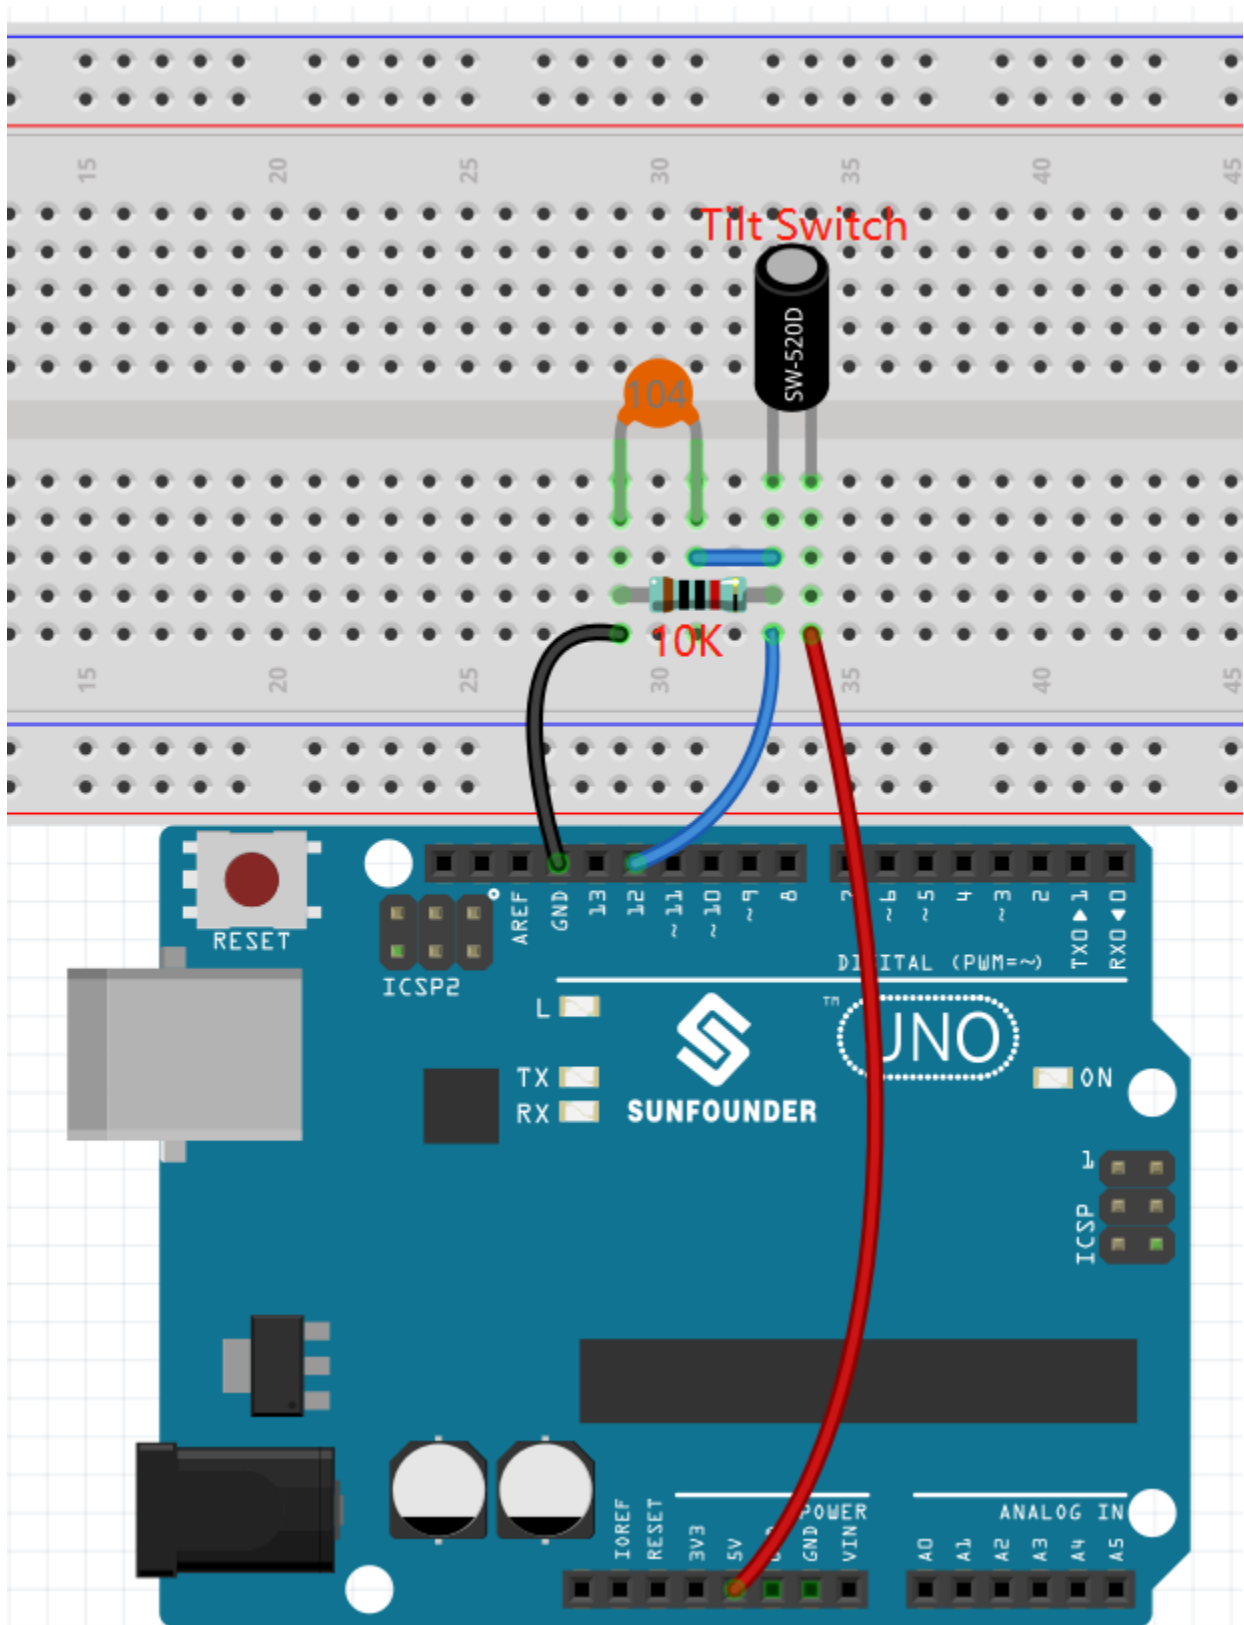 15 20 25 30 35 40 45
Tilt Switch
SW-520D
104
10K
15 20 25 30 35 40 45
RESET
ICSP2
AREF GND 13 12 ~11 ~10 ~9 8 7 ~6 ~5 4 ~3 2 TX0▶1 RX0◀0
DIGITAL (PWM=~)
L
TX
RX
SUNFOUNDER
™
UNO
ON
1
ICSP
POWER
ANALOG IN
IOREF RESET 3V3 5V GND VIN A0 A1 A2 A3 A4 A5